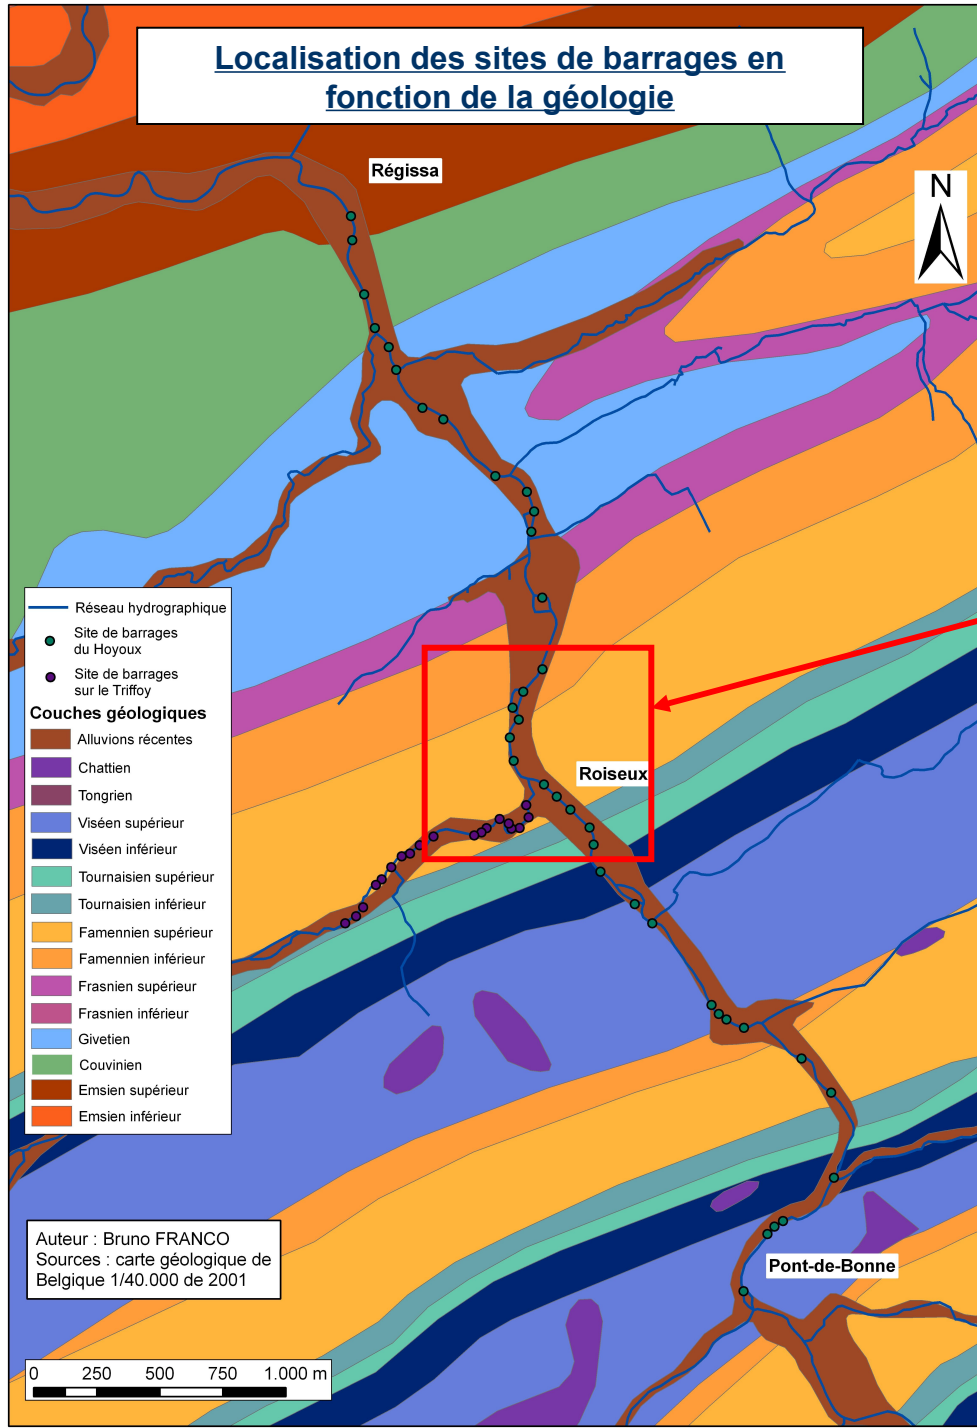 Localisation des sites de barrages en
fonction de la géologie
Régissa
N
Réseau hydrographique
Site de barrages
du Hoyoux
Site de barrages
sur le Triffoy
Couches géologiques
Alluvions récentes
Chattien
Tongrien
Viséen supérieur
Viséen inférieur
Tournaisien supérieur
Tournaisien inférieur
Famennien supérieur
Famennien inférieur
Frasnien supérieur
Frasnien inférieur
Givetien
Couvinien
Emsien supérieur
Emsien inférieur
Roiseux
Auteur : Bruno FRANCO
Sources : carte géologique de
Belgique 1/40.000 de 2001
Pont-de-Bonne
0 250 500 750 1.000 m